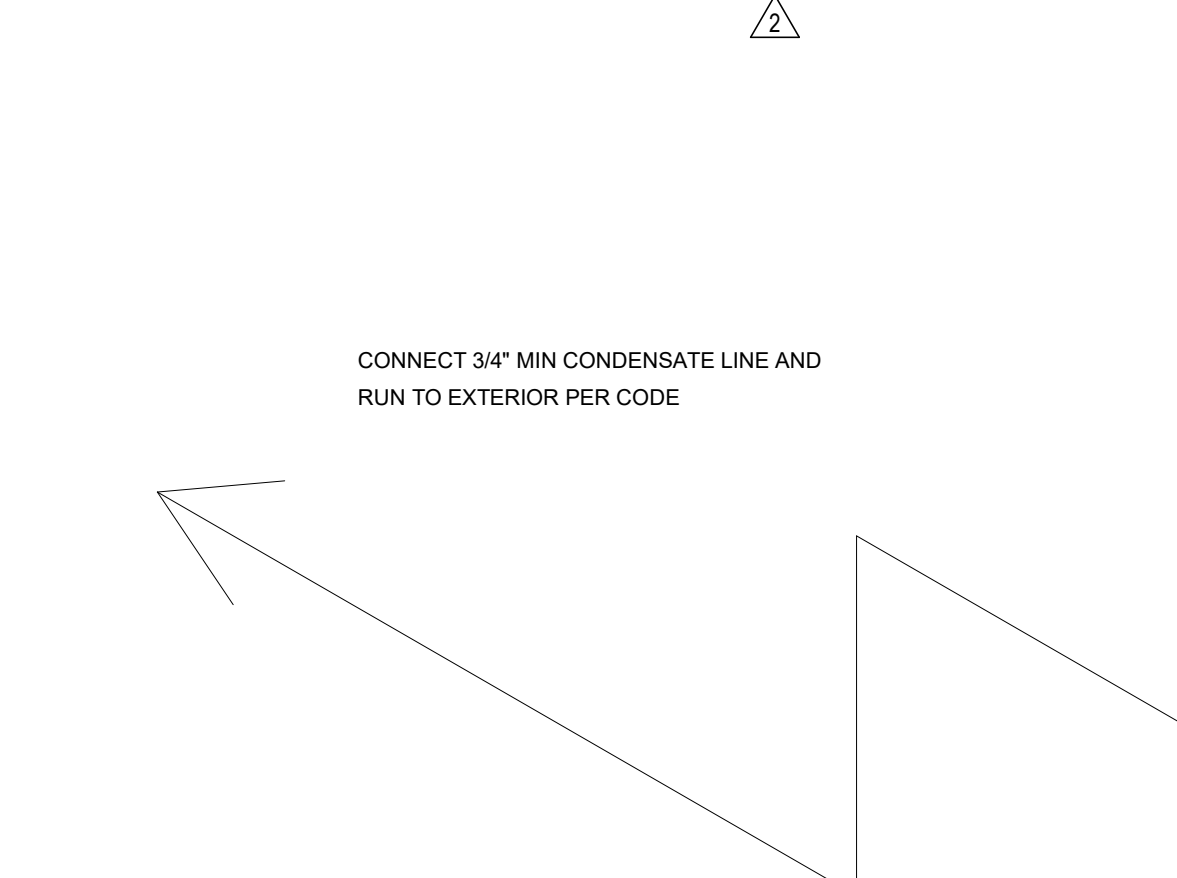 2
CONNECT 3/4" MIN CONDENSATE LINE AND
RUN TO EXTERIOR PER CODE